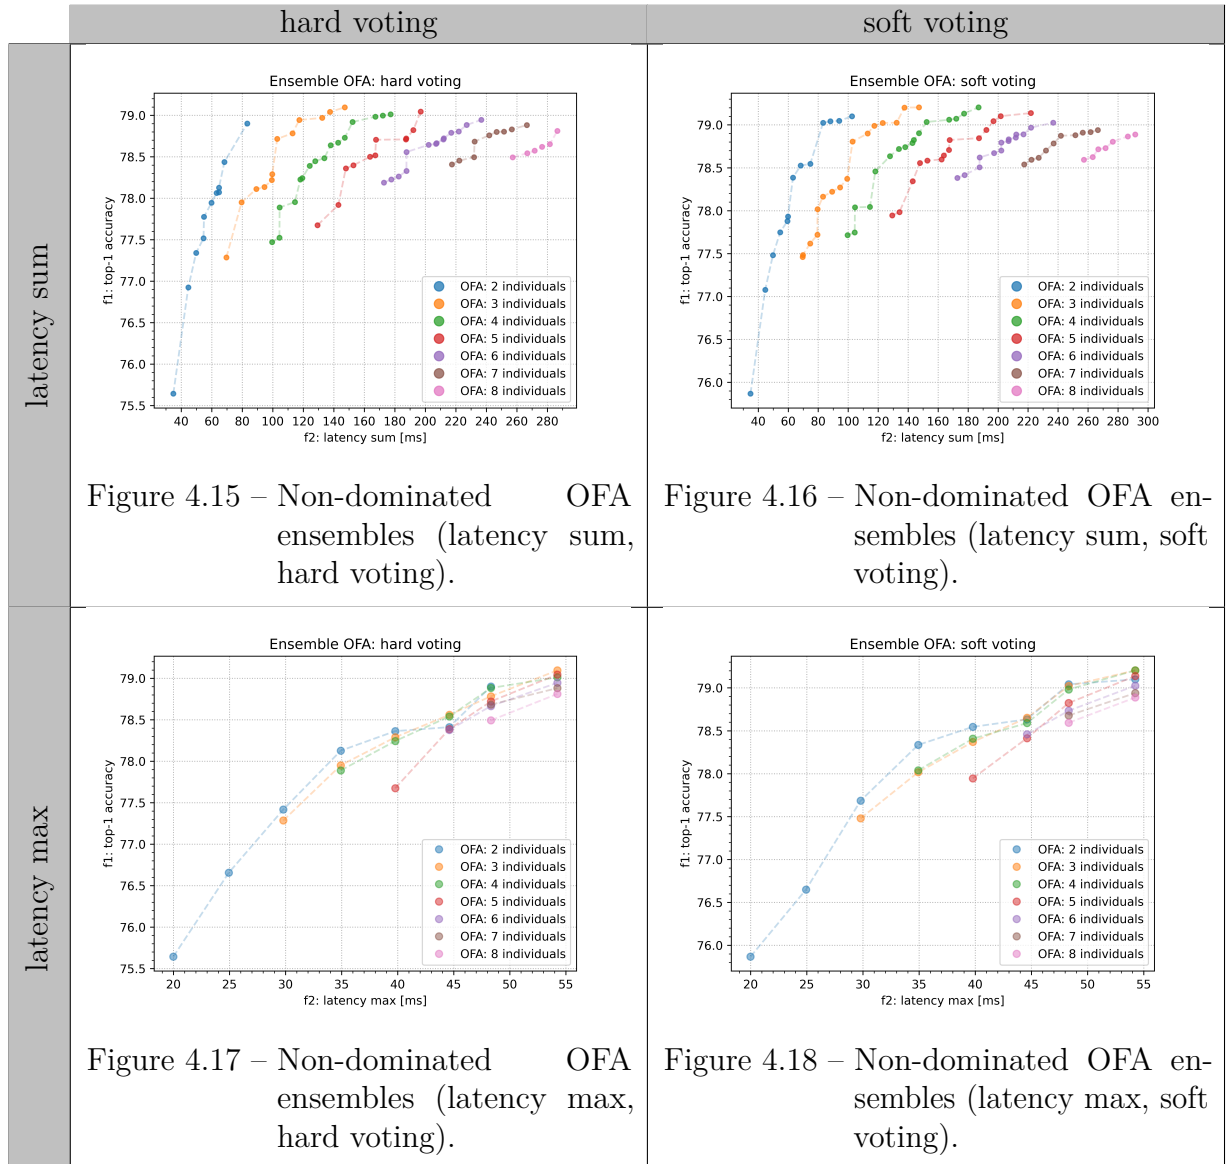 hard voting
soft voting
latency sum
Ensemble OFA: hard voting
f1: top-1 accuracy
79.0
78.5
78.0
77.5
77.0
76.5
76.0
75.5
OFA: 2 individuals
OFA: 3 individuals
OFA: 4 individuals
OFA: 5 individuals
OFA: 6 individuals
OFA: 7 individuals
OFA: 8 individuals
40 60 80 100 120 140 160 180 200 220 240 260 280
f2: latency sum [ms]
Figure 4.15 – Non-dominated OFA
ensembles (latency sum,
hard voting).
Ensemble OFA: soft voting
f1: top-1 accuracy
79.0
78.5
78.0
77.5
77.0
76.5
76.0
OFA: 2 individuals
OFA: 3 individuals
OFA: 4 individuals
OFA: 5 individuals
OFA: 6 individuals
OFA: 7 individuals
OFA: 8 individuals
40 60 80 100 120 140 160 180 200 220 240 260 280 300
f2: latency sum [ms]
Figure 4.16 – Non-dominated OFA en-
sembles (latency sum, soft
voting).
latency max
Ensemble OFA: hard voting
f1: top-1 accuracy
79.0
78.5
78.0
77.5
77.0
76.5
76.0
75.5
OFA: 2 individuals
OFA: 3 individuals
OFA: 4 individuals
OFA: 5 individuals
OFA: 6 individuals
OFA: 7 individuals
OFA: 8 individuals
20 25 30 35 40 45 50 55
f2: latency max [ms]
Figure 4.17 – Non-dominated OFA
ensembles (latency max,
hard voting).
Ensemble OFA: soft voting
f1: top-1 accuracy
79.0
78.5
78.0
77.5
77.0
76.5
76.0
OFA: 2 individuals
OFA: 3 individuals
OFA: 4 individuals
OFA: 5 individuals
OFA: 6 individuals
OFA: 7 individuals
OFA: 8 individuals
20 25 30 35 40 45 50 55
f2: latency max [ms]
Figure 4.18 – Non-dominated OFA en-
sembles (latency max, soft
voting).